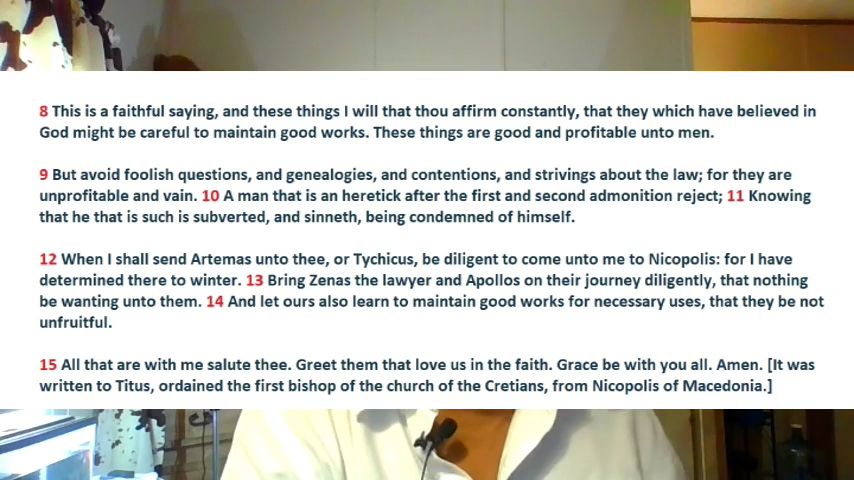 8 This is a faithful saying, and these things I will that thou affirm constantly, that they which have believed in
God might be careful to maintain good works. These things are good and profitable unto men.
9 But avoid foolish questions, and genealogies, and contentions, and strivings about the law; for they are
unprofitable and vain. 10 A man that is an heretick after the first and second admonition reject; 11 Knowing
that he that is such is subverted, and sinneth, being condemned of himself.
12 When I shall send Artemas unto thee, or Tychicus, be diligent to come unto me to Nicopolis: for I have
determined there to winter. 13 Bring Zenas the lawyer and Apollos on their journey diligently, that nothing
be wanting unto them. 14 And let ours also learn to maintain good works for necessary uses, that they be not
unfruitful.
15 All that are with me salute thee. Greet them that love us in the faith. Grace be with you all. Amen. [It was
written to Titus, ordained the first bishop of the church of the Cretians, from Nicopolis of Macedonia.]